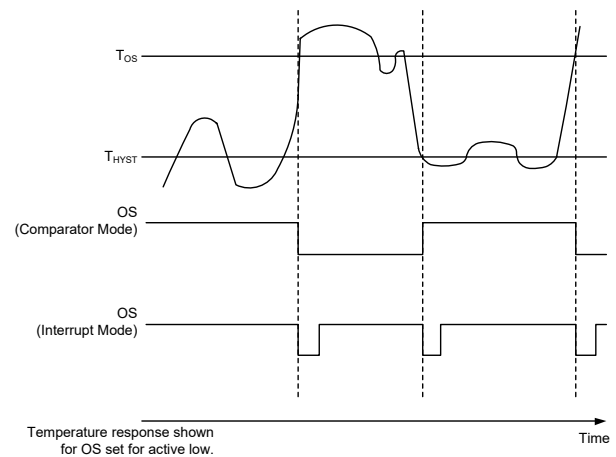 TOS
THYST
OS
(Comparator Mode)
OS
(Interrupt Mode)
Temperature response shown
for OS set for active low.
Time